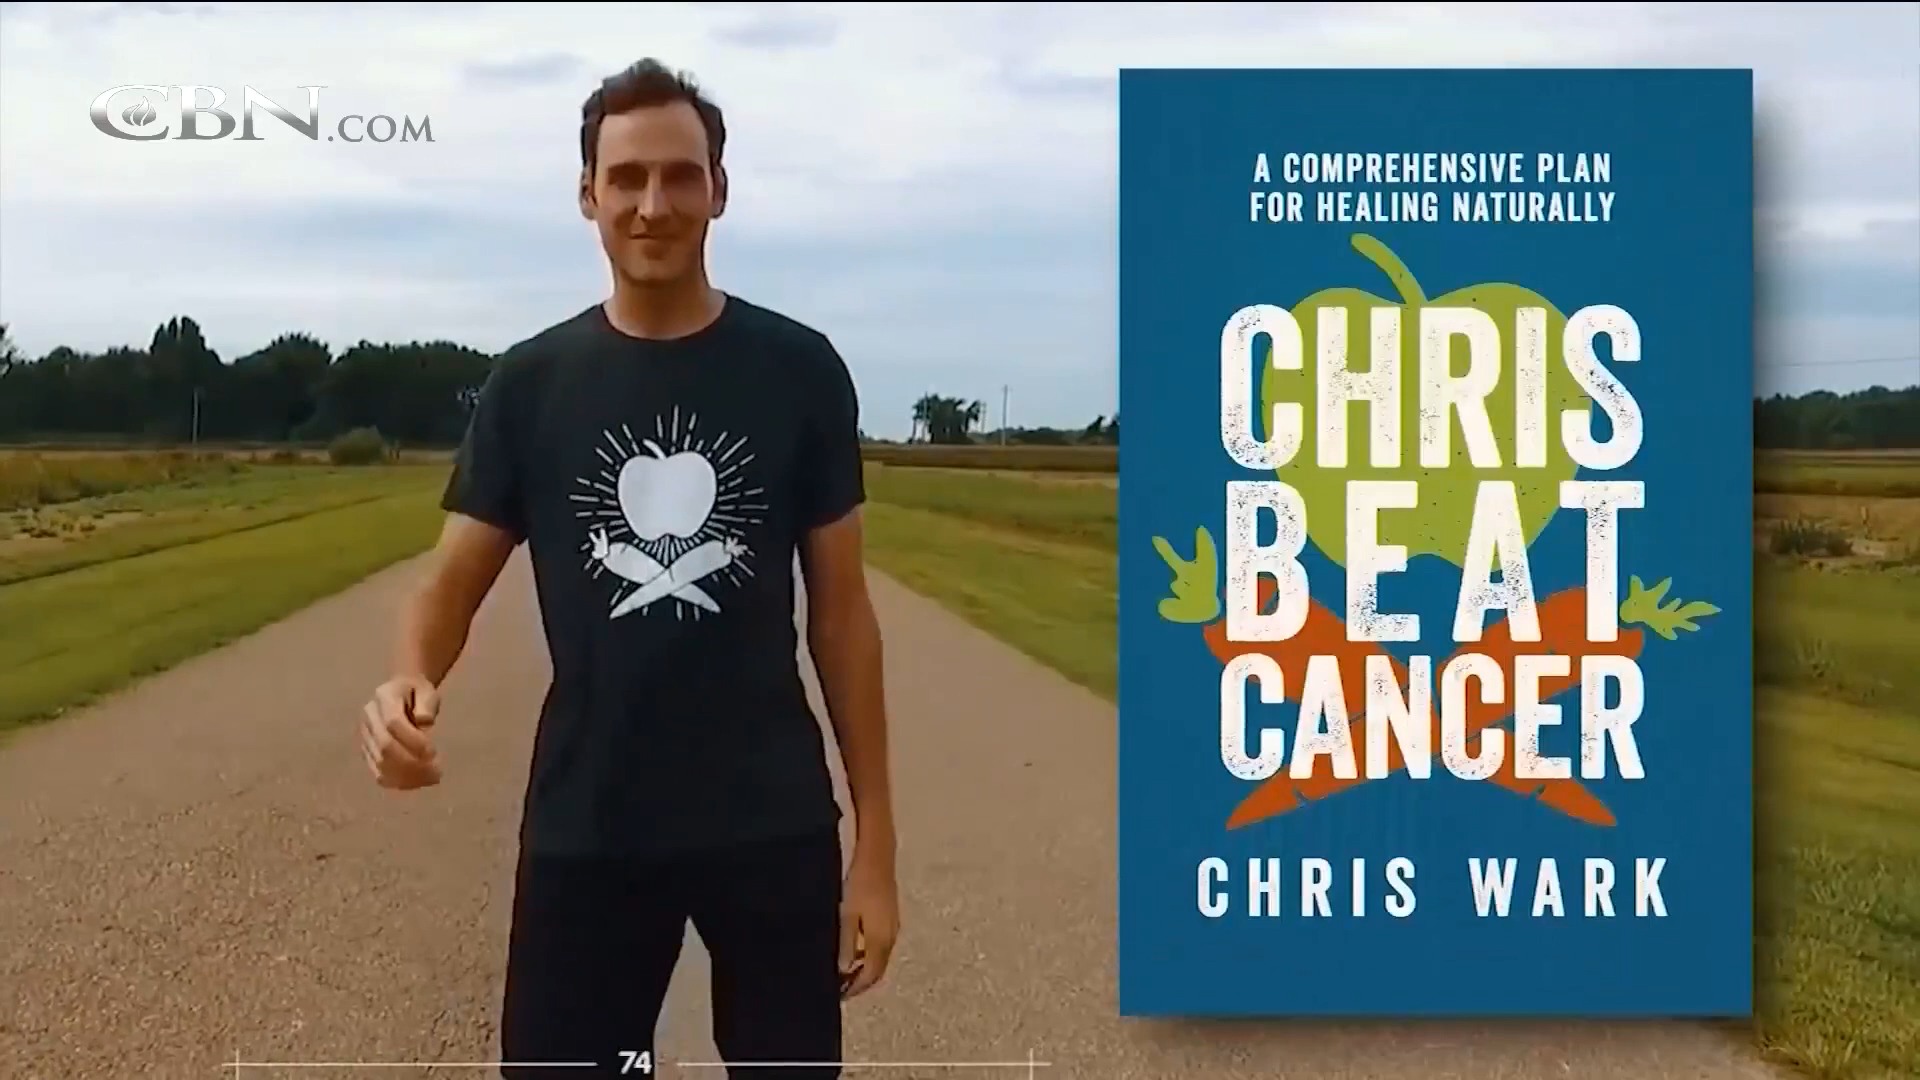 CBN.COM
A COMPREHENSIVE PLAN
FOR HEALING NATURALLY
CHRIS
BEAT
CANCER
CHRIS WARK
74